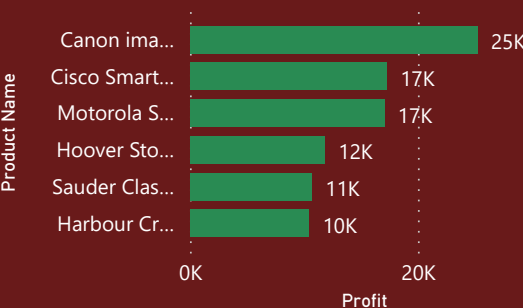 Product Name
Canon ima... 25K
Cisco Smart... 17K
Motorola S... 17K
Hoover Sto... 12K
Sauder Clas... 11K
Harbour Cr... 10K
0K 20K
Profit